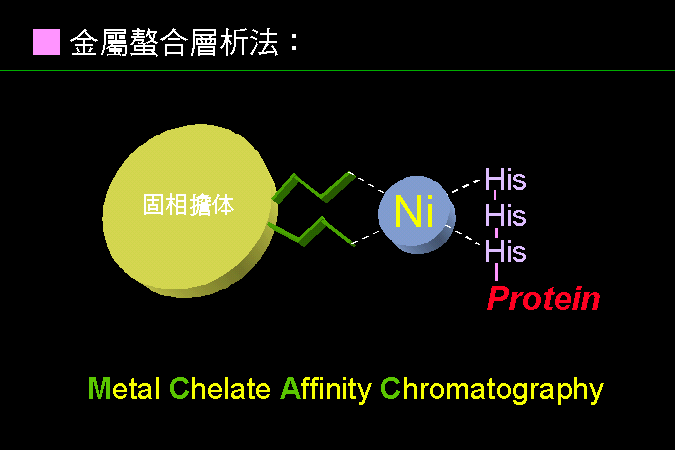 金屬螯合層析法：
固相擔体
Ni
His
His
His
Protein
Metal Chelate Affinity Chromatography